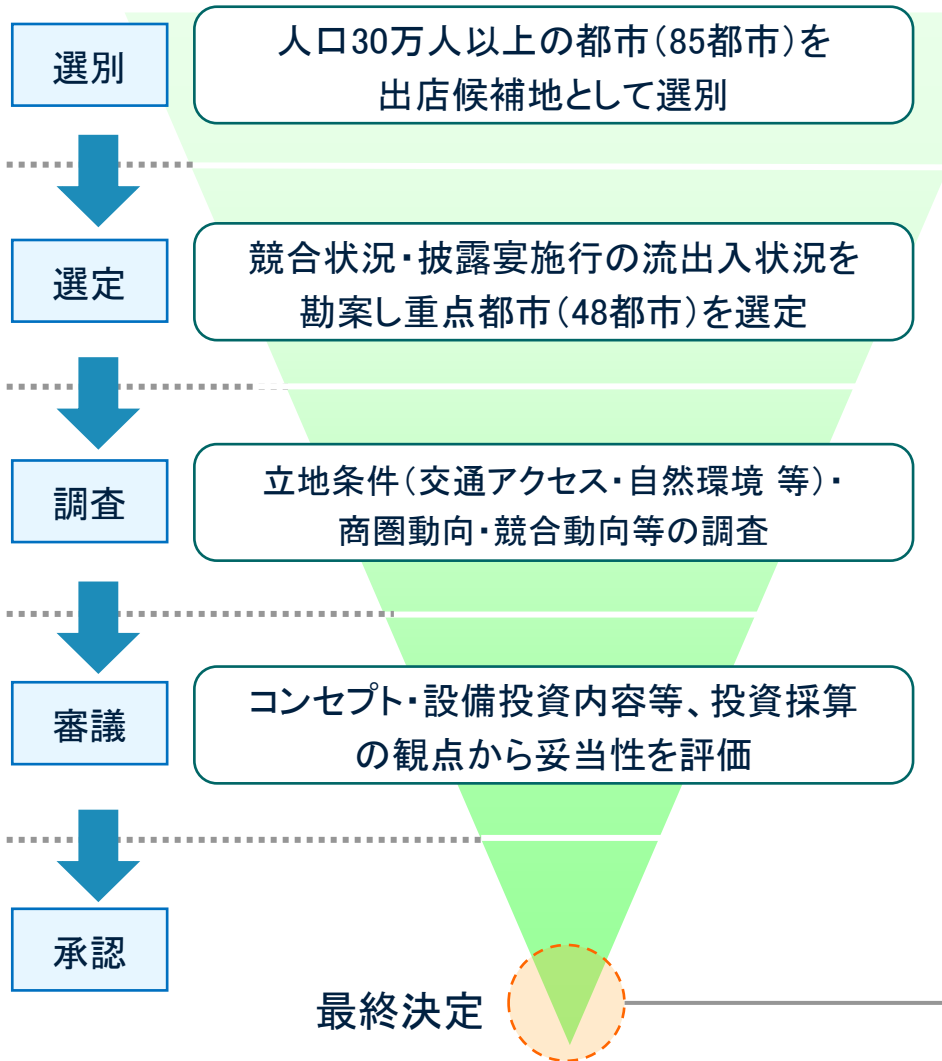 選別
人口30万人以上の都市（85都市）を
出店候補地として選別
選定
競合状況・披露宴施行の流出入状況を
勘案し重点都市（48都市）を選定
調査
立地条件（交通アクセス・自然環境 等）・
商圏動向・競合動向等の調査
審議
コンセプト・設備投資内容等、投資採算
の観点から妥当性を評価
承認
最終決定